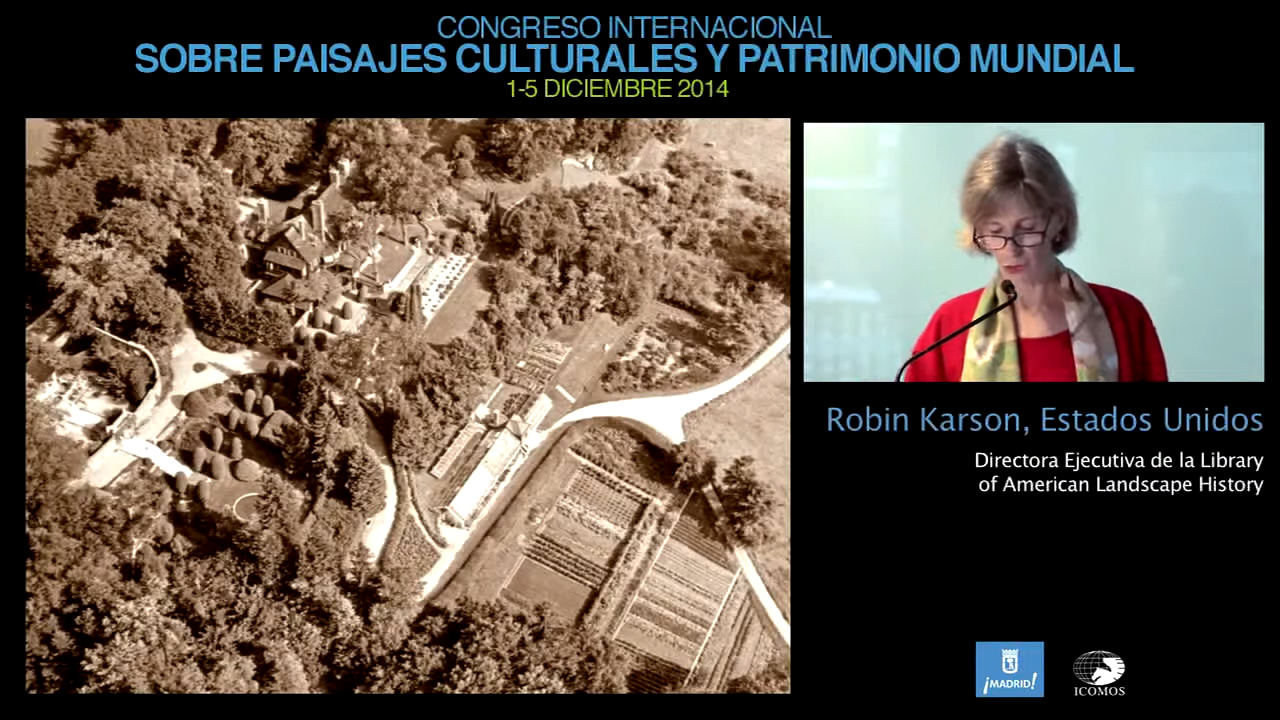 CONGRESO INTERNACIONAL
SOBRE PAISAJES CULTURALES Y PATRIMONIO MUNDIAL
1-5 DICIEMBRE 2014
Robin Karson, Estados Unidos
Directora Ejecutiva de la Library
of American Landscape History
¡MADRID!
ICOMOS